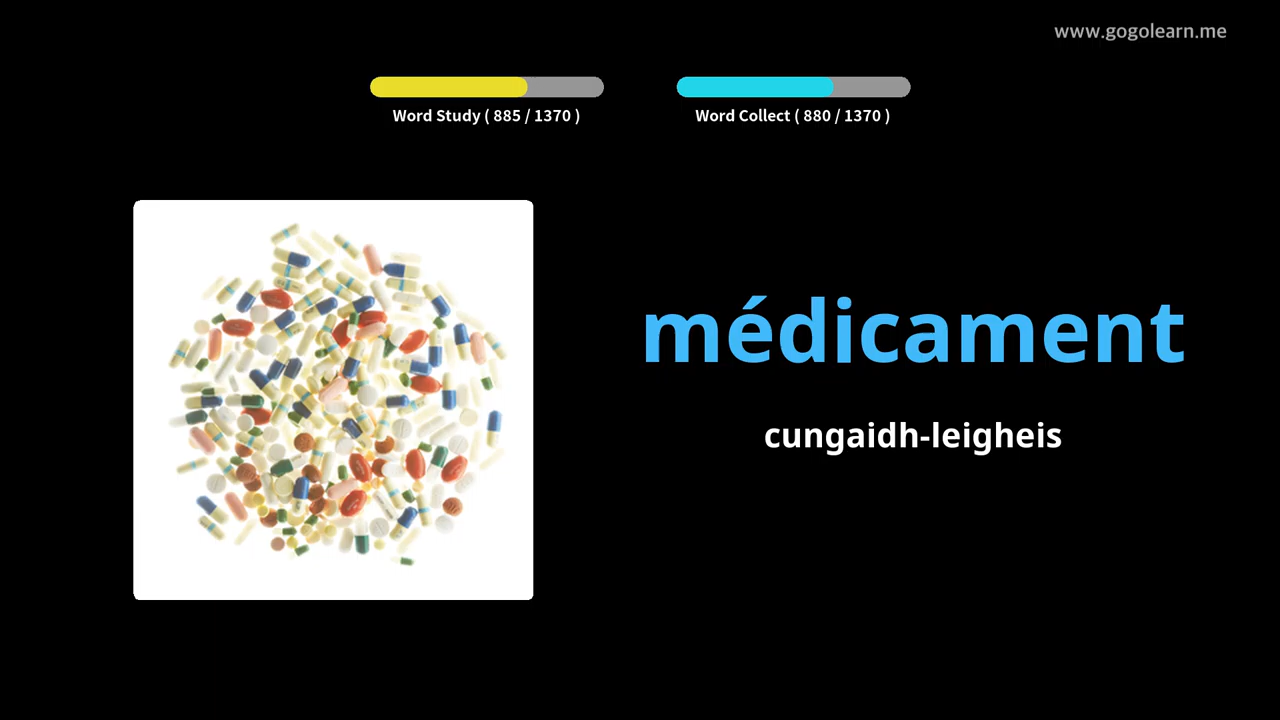 www.gogolearn.me
Word Study ( 885 / 1370 )
Word Collect ( 880 / 1370 )
médicament
cungaidh-leigheis